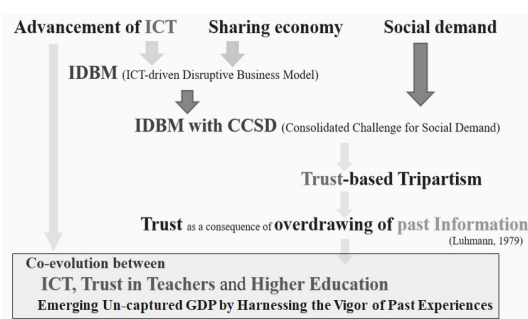 Advancement of ICT Sharing economy Social demand
IDBM (ICT-driven Disruptive Business Model)
IDBM with CCSD (Consolidated Challenge for Social Demand)
Trust-based Tripartism
Trust as a consequence of overdrawing of past Information
(Luhmann, 1979)
Co-evolution between
ICT, Trust in Teachers and Higher Education
Emerging Un-captured GDP by Harnessing the Vigor of Past Experiences